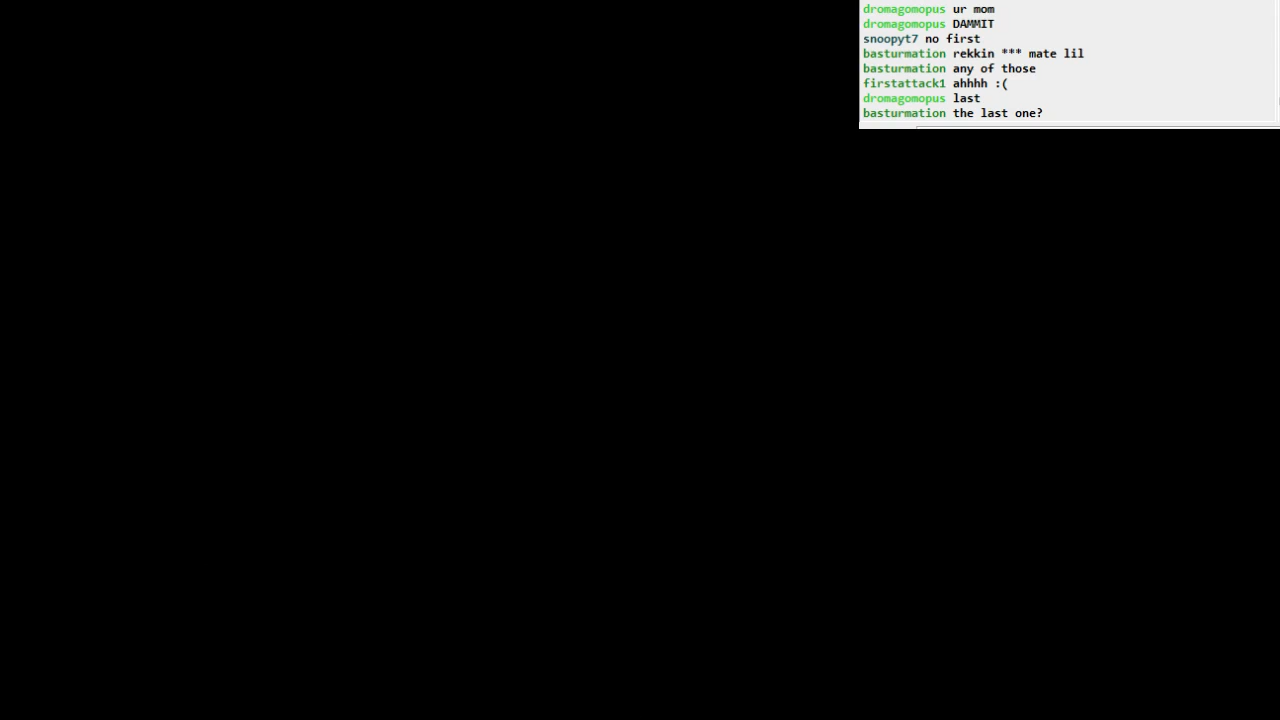 dromagomopus ur mom
dromagomopus DAMMIT
snoopyt7 no first
basturmation rekkin *** mate lil
basturmation any of those
firstattack1 ahhhh :(
dromagomopus last
basturmation the last one?